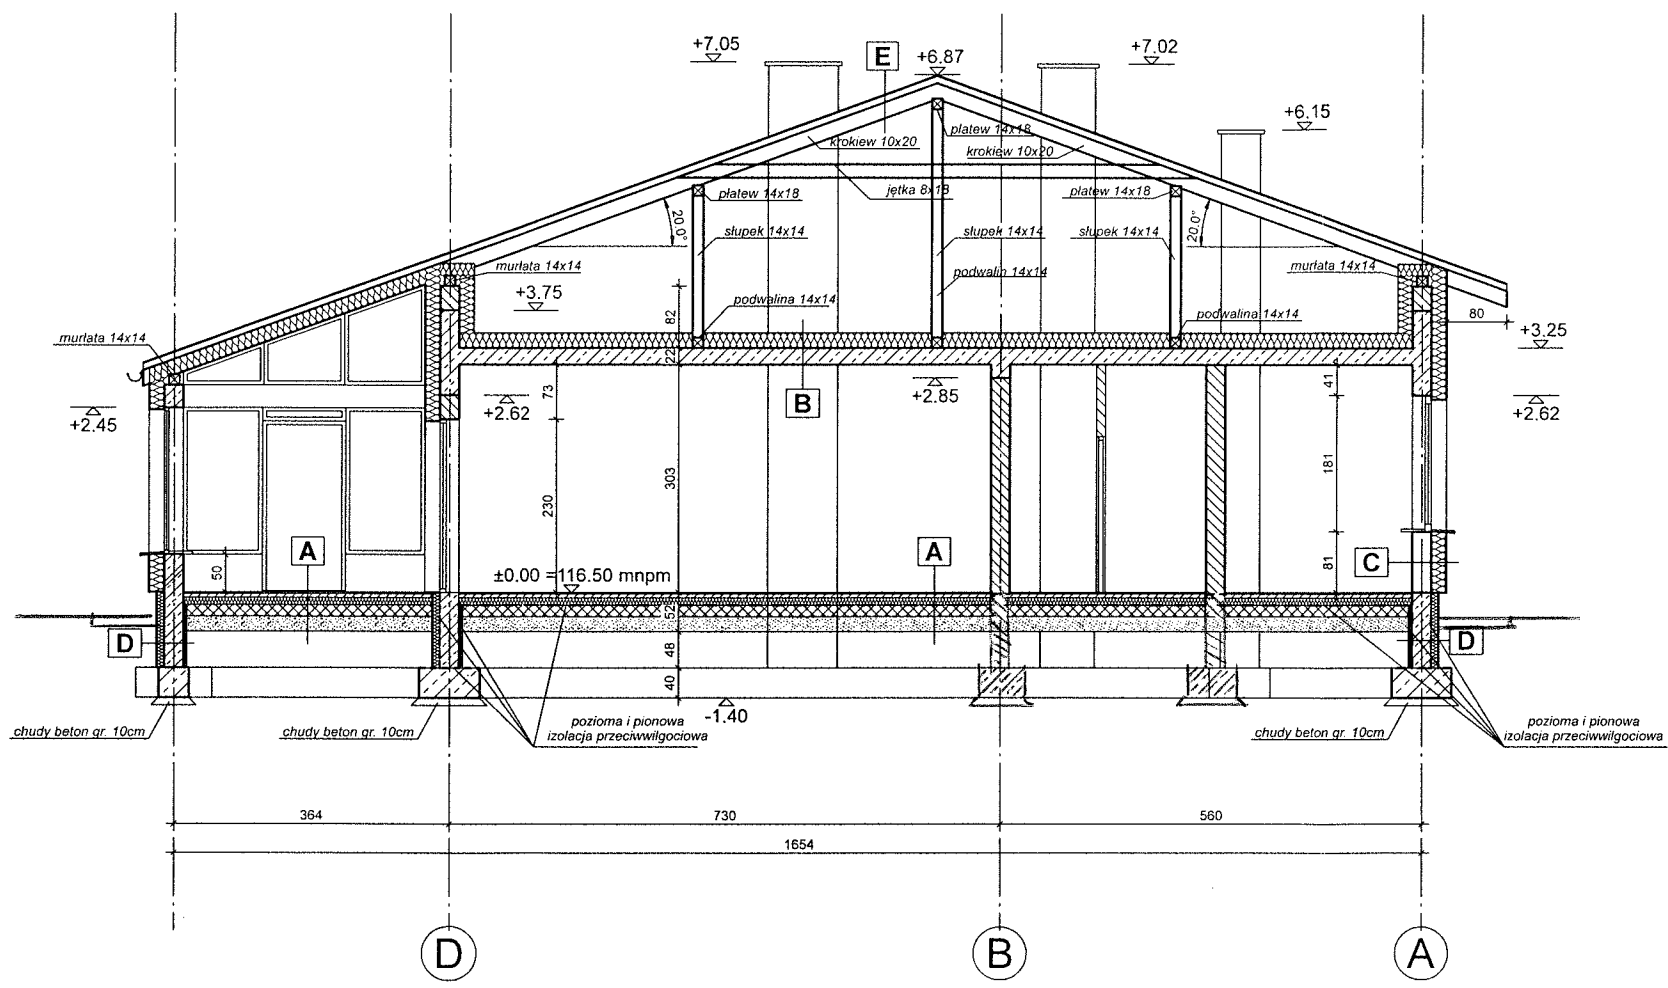 +7.05
E
+6.87
+7.02
+6.15
płatew 14x18
krokiew 10x20
krokiew 10x20
jętka 8x18
płatew 14x18
płatew 14x18
20.0°
20.0°
słupek 14x14
słupek 14x14
słupek 14x14
murłata 14x14
podwalin 14x14
murłata 14x14
+3.75
podwalina 14x14
podwalina 14x14
82
80
+3.25
murłata 14x14
22
73
B
+2.85
41
+2.45
+2.62
+2.62
303
181
230
A
A
C
50
±0.00 =116.50 mnpm
81
52
D
48
D
40
-1.40
chudy beton gr. 10cm
chudy beton gr. 10cm
pozioma i pionowa
izolacja przeciwwilgociowa
chudy beton gr. 10cm
pozioma i pionowa
izolacja przeciwwilgociowa
364
730
560
1654
D
B
A